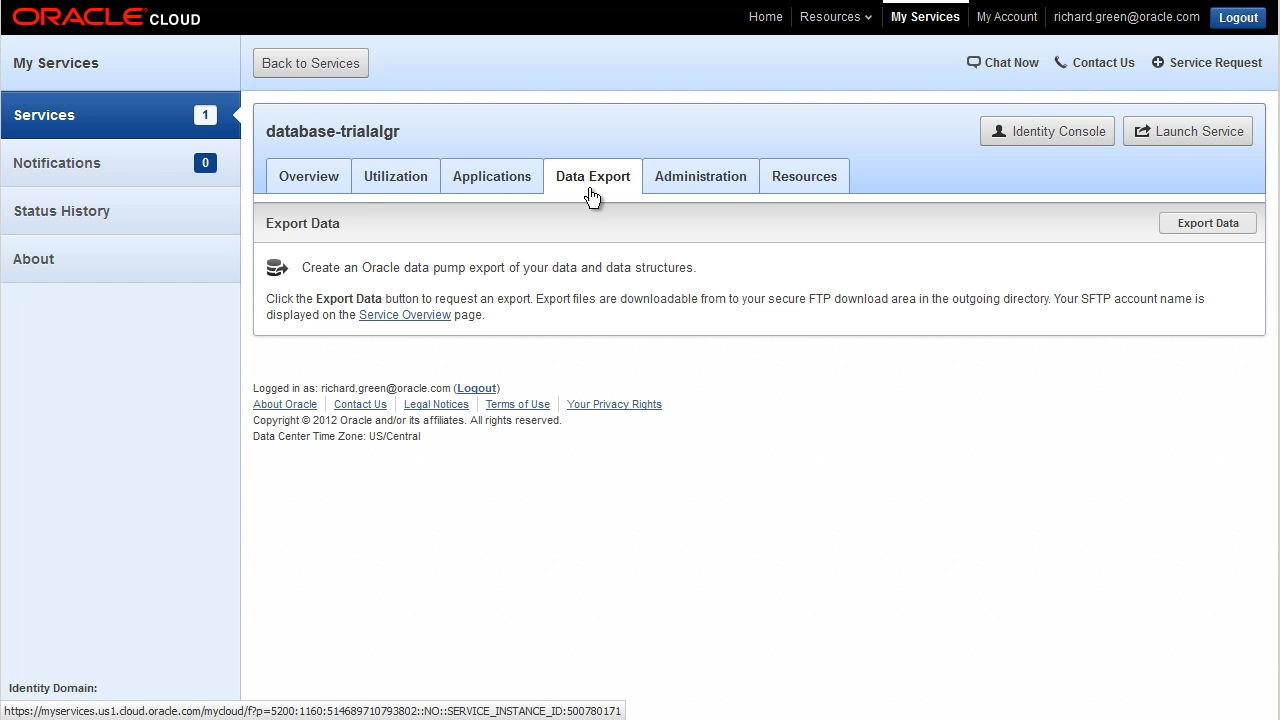 ORACLE CLOUD
Home Resources My Services My Account richard.green@oracle.com Logout
My Services
Back to Services
Chat Now Contact Us Service Request
Services 1
Notifications 0
Status History
About
database-trialalgr
Identity Console Launch Service
Overview Utilization Applications Data Export Administration Resources
Export Data
Export Data
Create an Oracle data pump export of your data and data structures.
Click the Export Data button to request an export. Export files are downloadable from to your secure FTP download area in the outgoing directory. Your SFTP account name is
displayed on the Service Overview page.
Logged in as: richard.green@oracle.com (Logout)
About Oracle Contact Us Legal Notices Terms of Use Your Privacy Rights
Copyright © 2012 Oracle and/or its affiliates. All rights reserved.
Data Center Time Zone: US/Central
Identity Domain:
https://myservices.us1.cloud.oracle.com/mycloud/f?p=5200:1160:514689710793802::NO::SERVICE_INSTANCE_ID:500780171